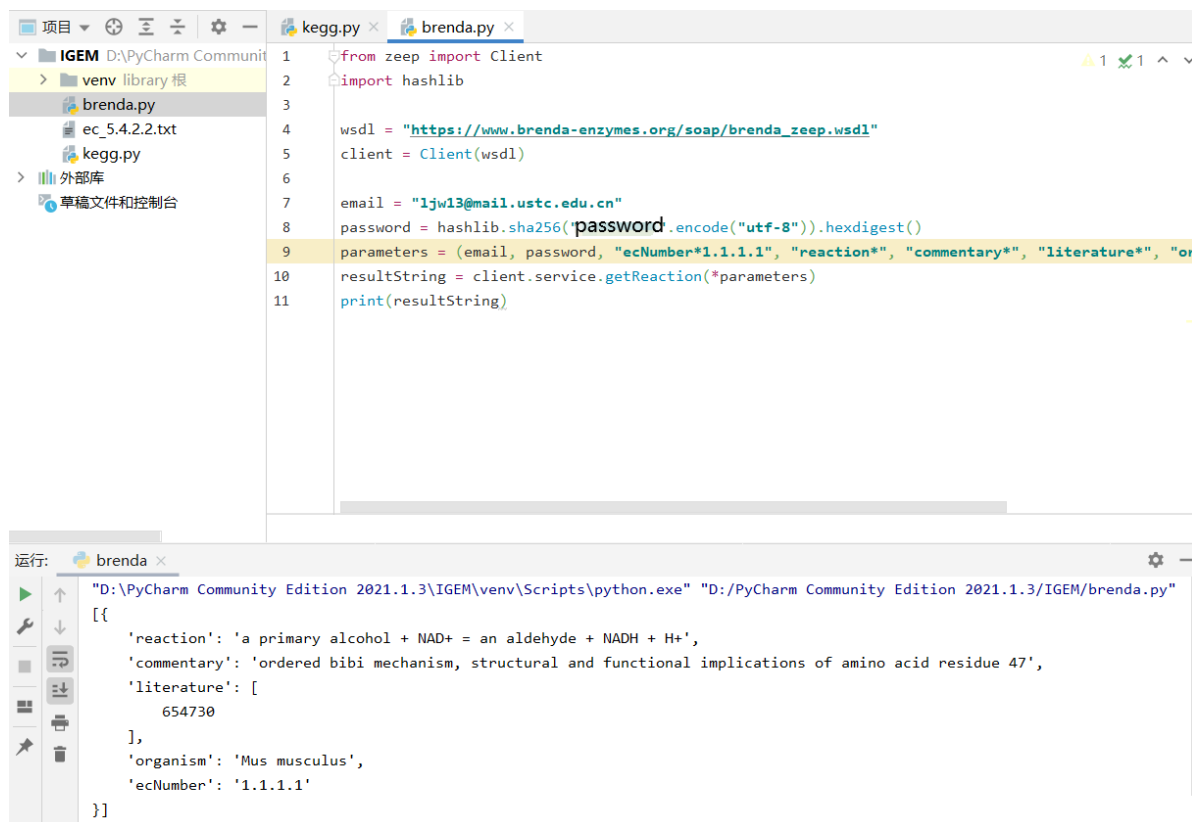 项目
kegg.py
brenda.py
IGEM D:\PyCharm Communit
venv library 根
brenda.py
ec_5.4.2.2.txt
kegg.py
外部库
草稿文件和控制台
1 from zeep import Client
2 import hashlib
3
4 wsdl = "https://www.brenda-enzymes.org/soap/brenda_zeep.wsdl"
5 client = Client(wsdl)
6
7 email = "ljw13@mail.ustc.edu.cn"
8 password = hashlib.sha256("password".encode("utf-8")).hexdigest()
9 parameters = (email, password, "ecNumber*1.1.1.1", "reaction*", "commentary*", "literature*", "or
10 resultString = client.service.getReaction(*parameters)
11 print(resultString)
1 1
运行: brenda
"D:\PyCharm Community Edition 2021.1.3\IGEM\venv\Scripts\python.exe" "D:/PyCharm Community Edition 2021.1.3/IGEM/brenda.py"
[{
'reaction': 'a primary alcohol + NAD+ = an aldehyde + NADH + H+',
'commentary': 'ordered bibi mechanism, structural and functional implications of amino acid residue 47',
'literature': [
654730
],
'organism': 'Mus musculus',
'ecNumber': '1.1.1.1'
}]